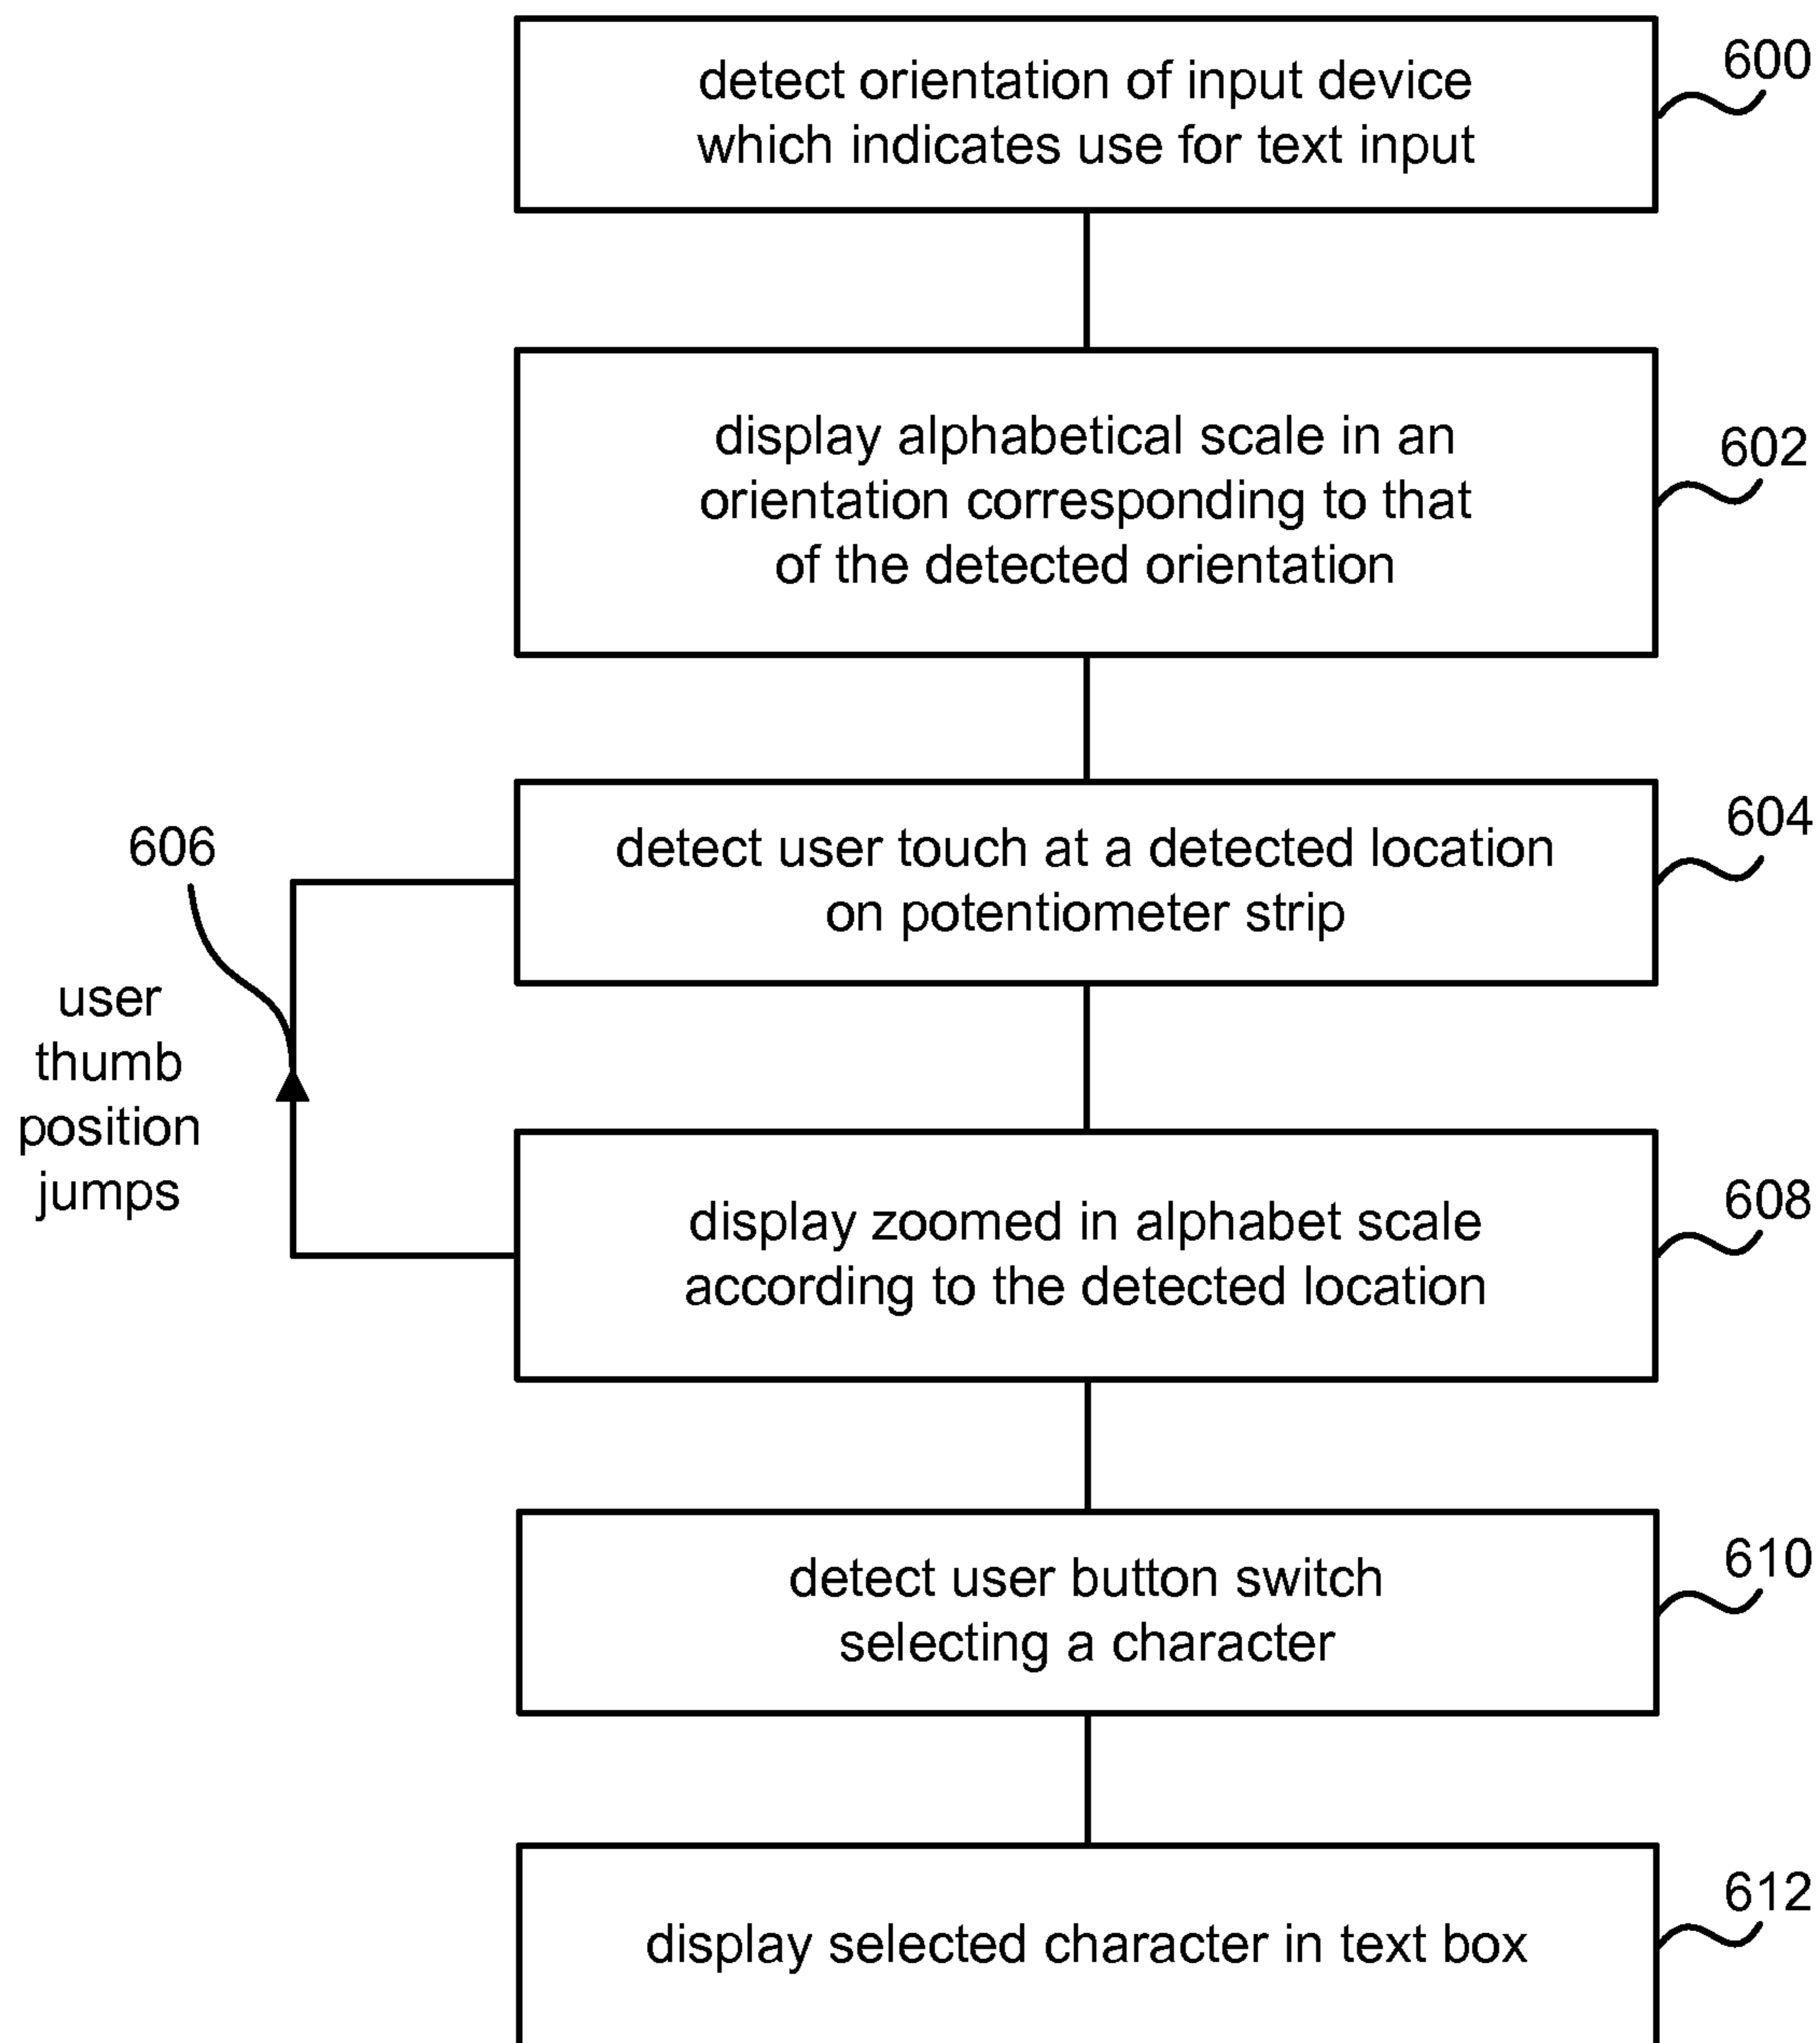 detect orientation of input device
which indicates use for text input
600
display alphabetical scale in an
orientation corresponding to that
of the detected orientation
602
detect user touch at a detected location
on potentiometer strip
604
606
user
thumb
position
jumps
display zoomed in alphabet scale
according to the detected location
608
detect user button switch
selecting a character
610
display selected character in text box
612